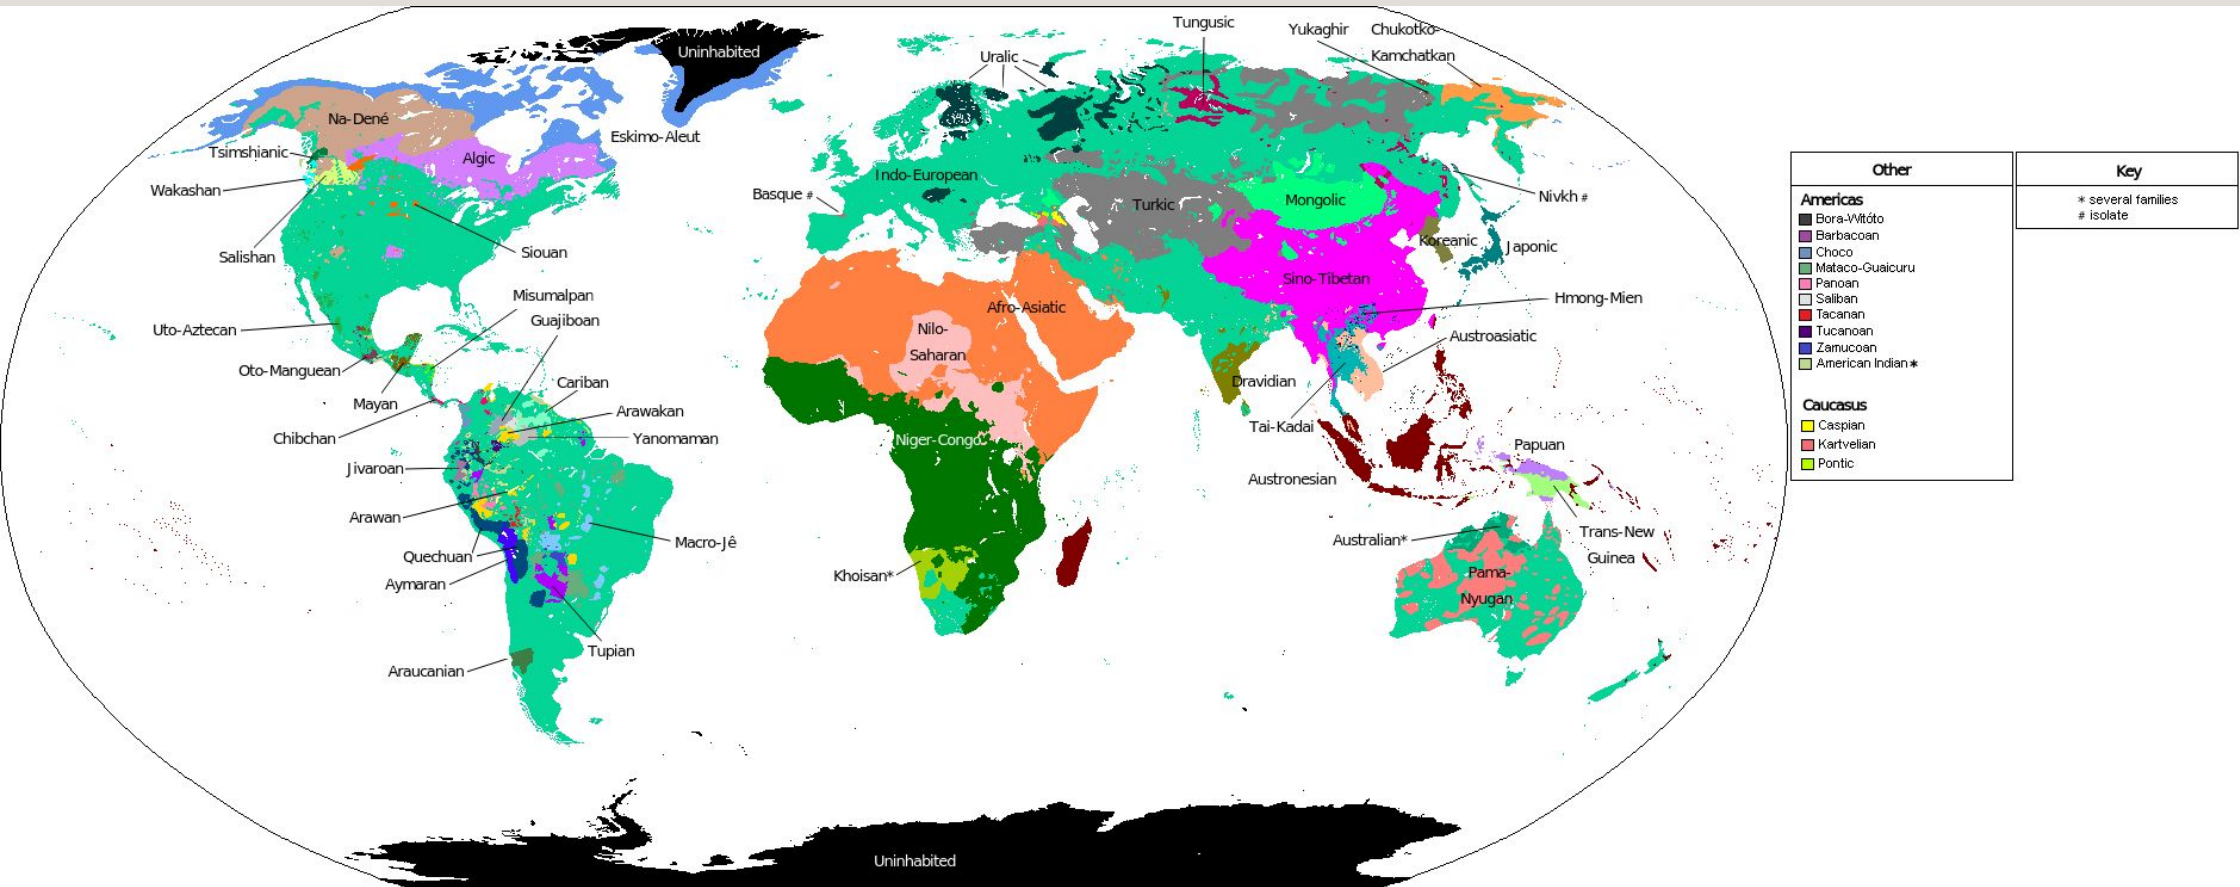 Uninhabited
Tungusic
Yukaghir
Chukotko-
Kamchatkan
Uralic
Na-Dené
Eskimo-Aleut
Tsimshianic
Algic
Wakashan
Salishan
Siouan
Basque #
Indo-European
Turkic
Mongolic
Nivkh #
Koreanic
Japonic
Sino-Tibetan
Hmong-Mien
Misumalpan
Guajiboan
Uto-Aztecan
Afro-Asiatic
Nilo-
Saharan
Austroasiatic
Oto-Manguean
Cariban
Dravidian
Mayan
Arawakan
Chibchan
Yanomaman
Niger-Congo
Tai-Kadai
Papuan
Jivaroan
Austronesian
Arawan
Macro-Jê
Quechuan
Aymaran
Khoisan*
Australian*
Trans-New
Guinea
Pama-
Nyugan
Tupian
Araucanian
Uninhabited
Other
Americas
Bora-Witóto
Barbacoan
Choco
Mataco-Guaicuru
Panoan
Saliban
Tacanan
Tucanoan
Zamucoan
American Indian*
Caucasus
Caspian
Kartvelian
Pontic
Key
* several families
# isolate